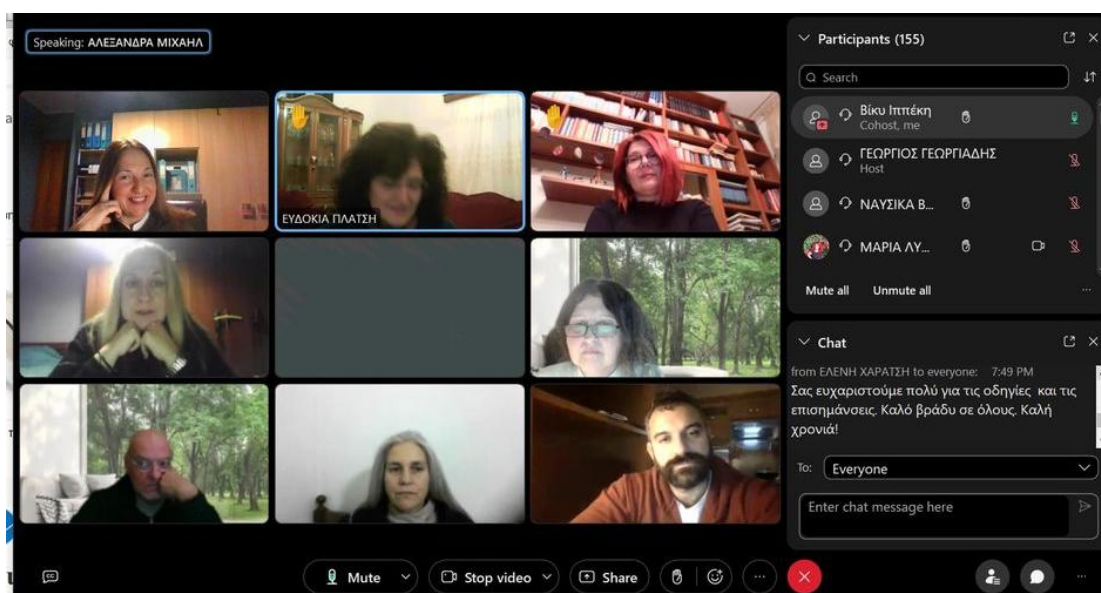 Speaking: ΑΛΕΞΑΝΔΡΑ ΜΙΧΑΗΛ
ΕΥΔΟΚΙΑ ΠΛΑΤΣΗ
Participants (155)
Search
Βίκυ Ιππέκη
Cohost, me
ΓΕΩΡΓΙΟΣ ΓΕΩΡΓΙΑΔΗΣ
Host
ΝΑΥΣΙΚΑ Β...
ΜΑΡΙΑ ΛΥ...
Mute all Unmute all ...
Chat
from ΕΛΕΝΗ ΧΑΡΑΤΣΗ to everyone: 7:49 PM
Σας ευχαριστούμε πολύ για τις οδηγίες και τις
επισημάνσεις. Καλό βράδυ σε όλους. Καλή
χρονιά!
To: Everyone
Enter chat message here
CC Mute Stop video Share